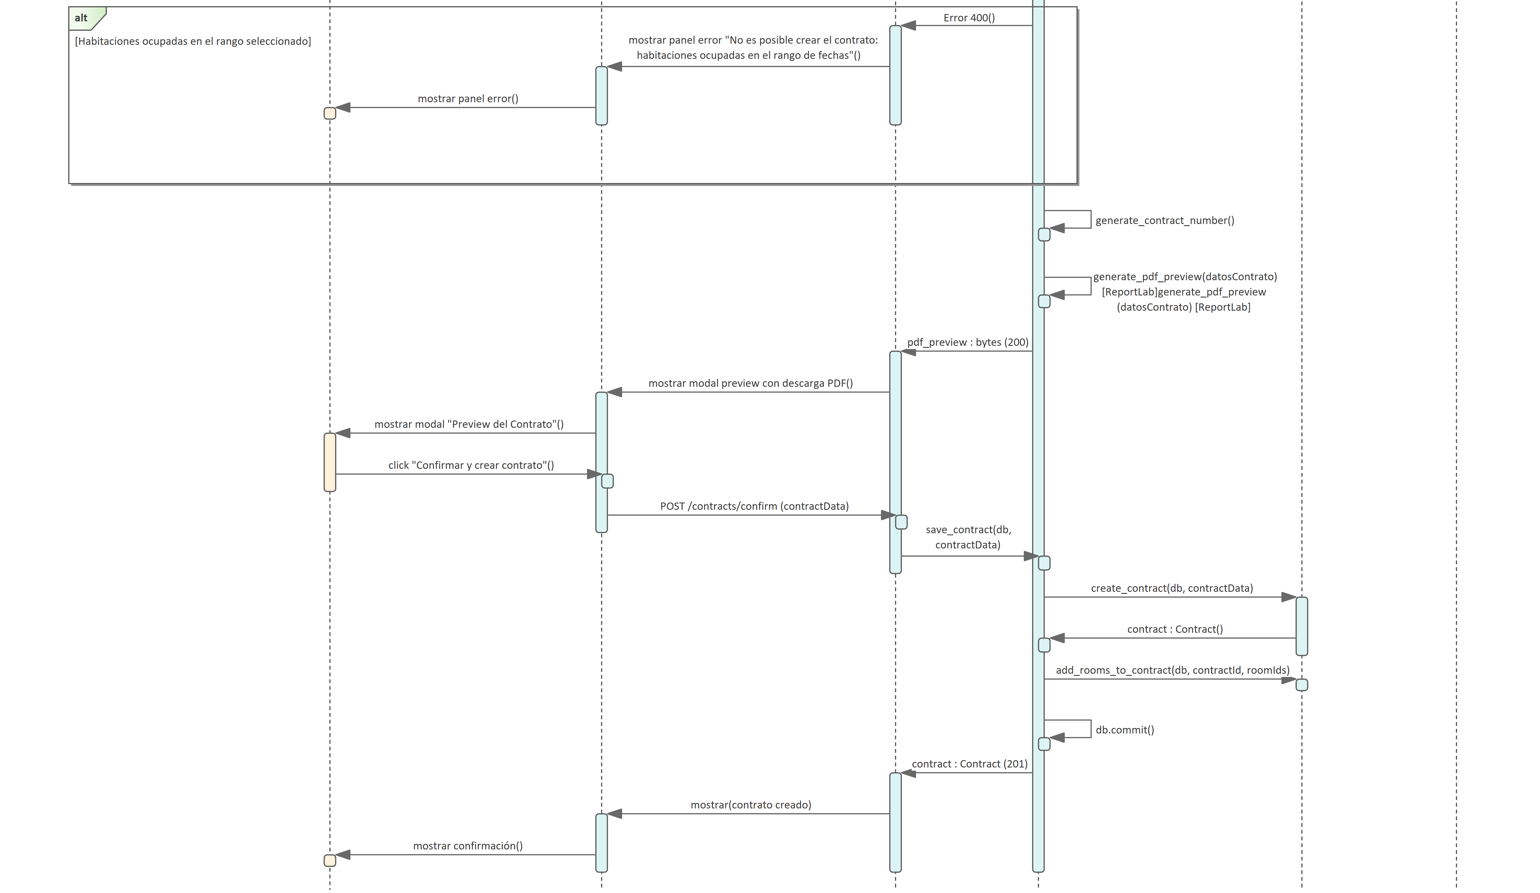 alt
Error 400()
[Habitaciones ocupadas en el rango seleccionado]
mostrar panel error "No es posible crear el contrato:
habitaciones ocupadas en el rango de fechas"()
mostrar panel error()
generate_contract_number()
generate_pdf_preview(datosContrato)
[ReportLab]generate_pdf_preview
(datosContrato) [ReportLab]
pdf_preview : bytes (200)
mostrar modal preview con descarga PDF()
mostrar modal "Preview del Contrato"()
click "Confirmar y crear contrato"()
POST /contracts/confirm (contractData)
save_contract(db,
contractData)
create_contract(db, contractData)
contract : Contract()
add_rooms_to_contract(db, contractId, roomIds)
db.commit()
contract : Contract (201)
mostrar(contrato creado)
mostrar confirmación()